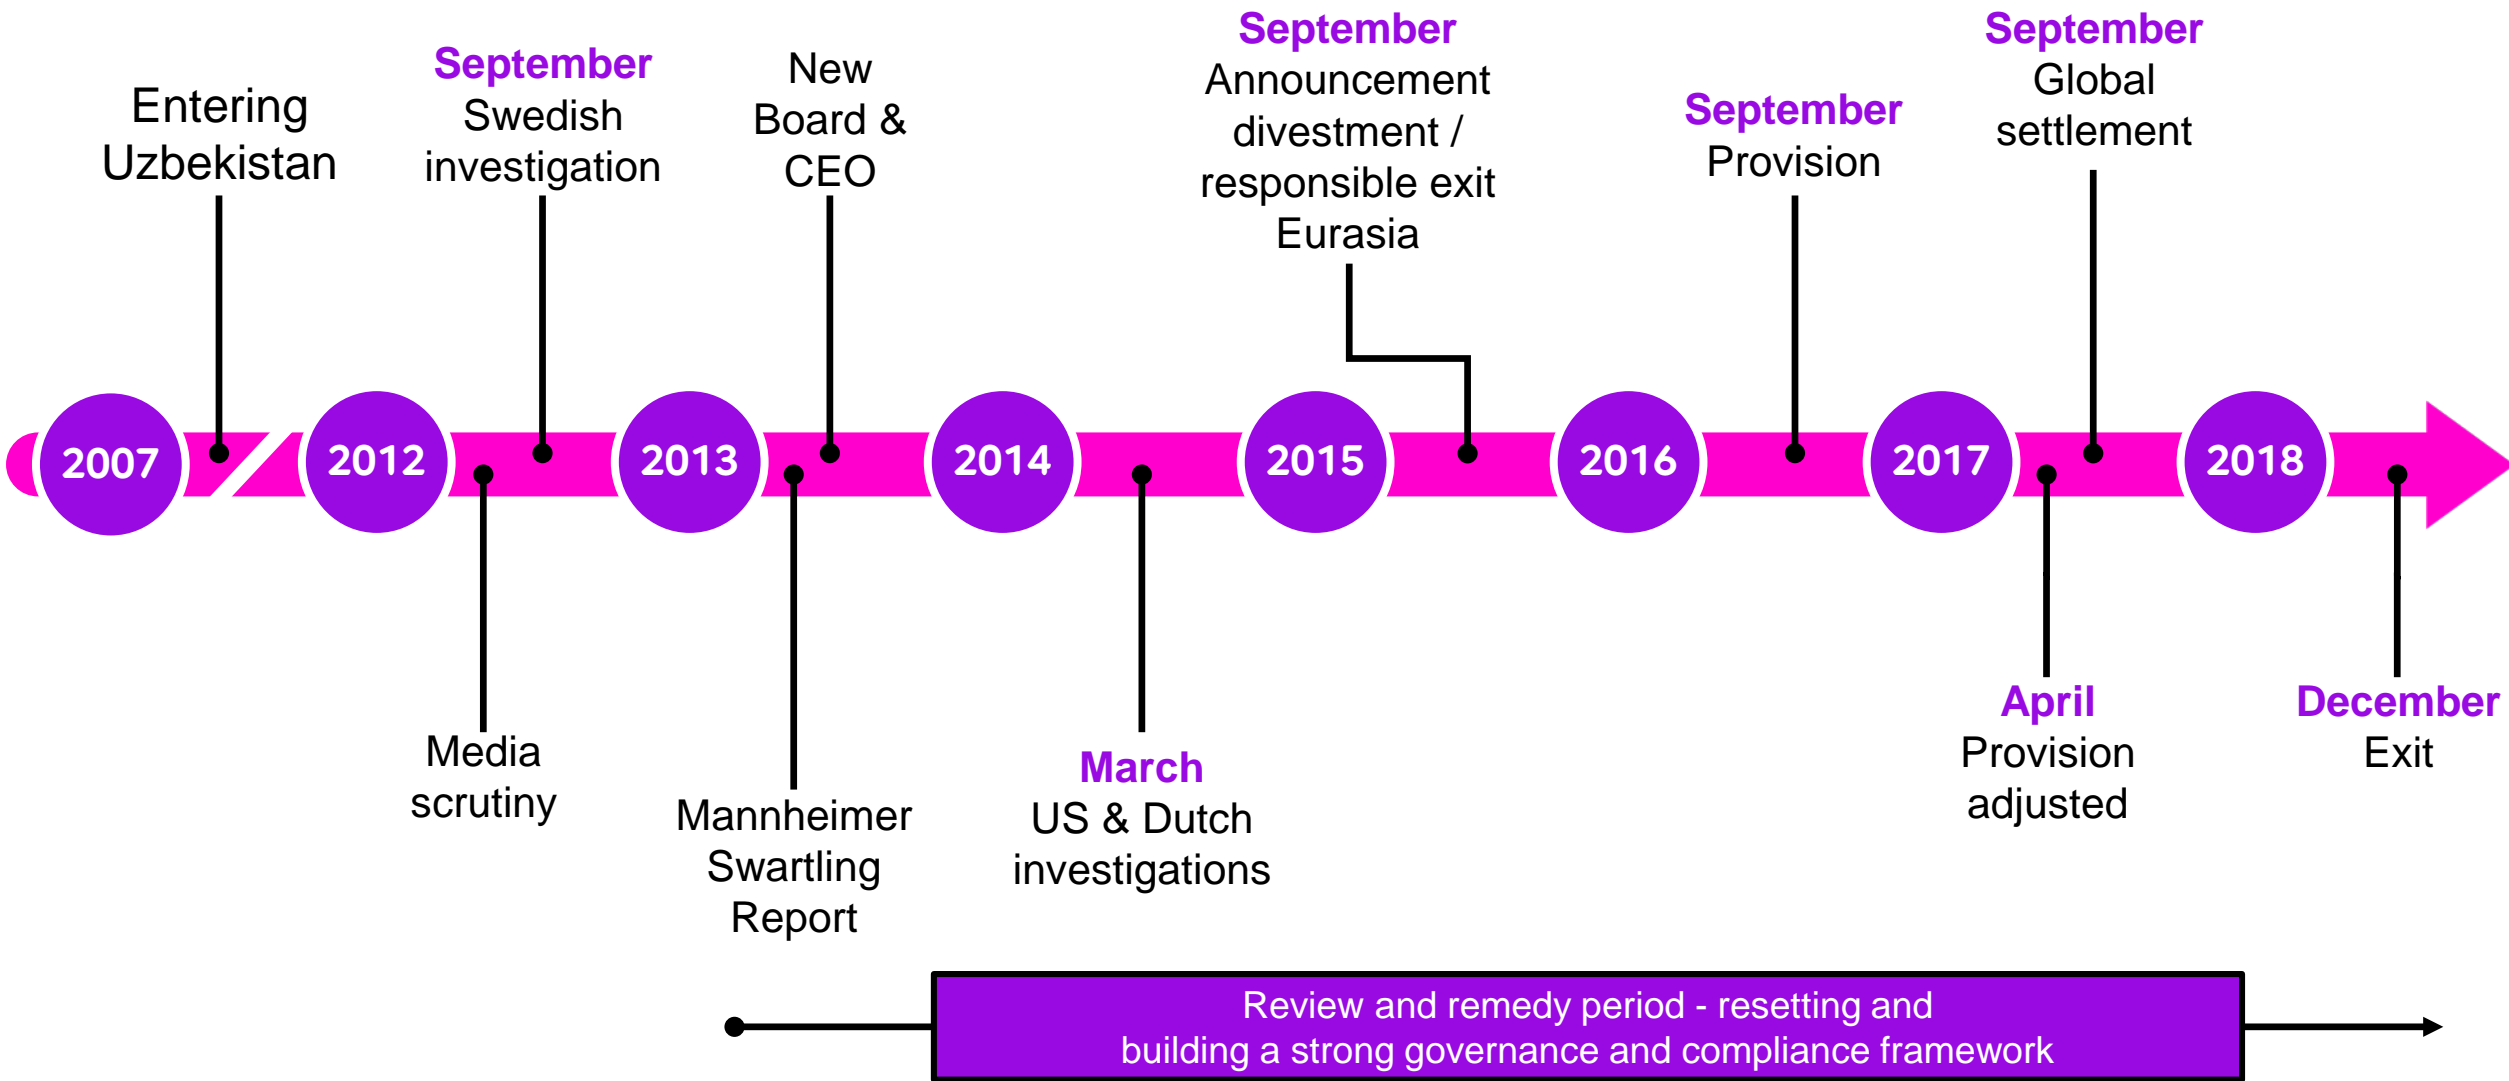 Entering
Uzbekistan
September
Swedish
investigation
New
Board &
CEO
September
Announcement
divestment /
responsible exit
Eurasia
September
Provision
September
Global
settlement
2007
2012
2013
2014
2015
2016
2017
2018
Media
scrutiny
Mannheimer
Swartling
Report
March
US & Dutch
investigations
April
Provision
adjusted
December
Exit
Review and remedy period - resetting and
building a strong governance and compliance framework